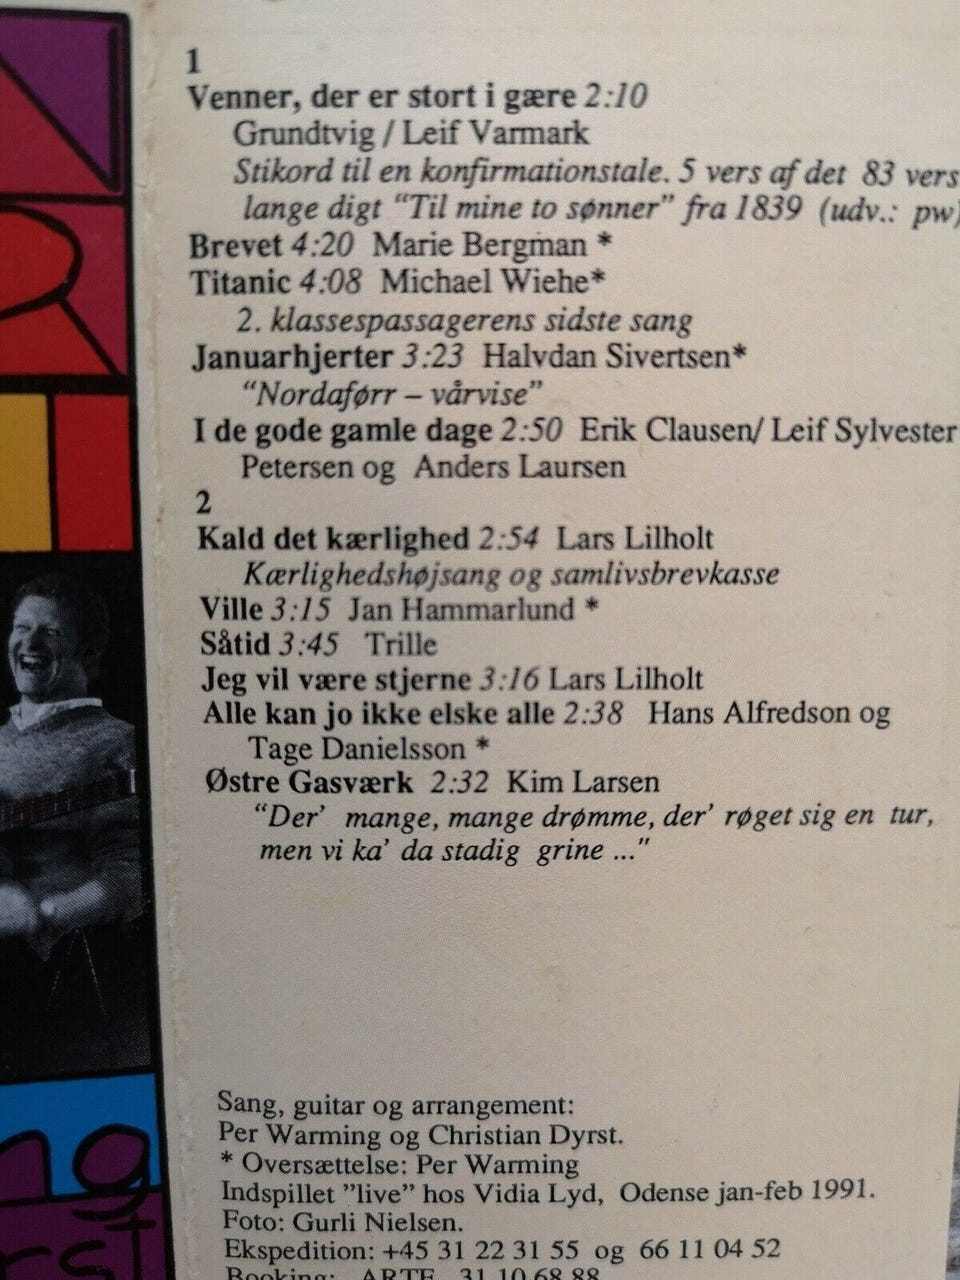 1
Venner, der er stort i gære 2:10
Grundtvig / Leif Varmark
Stikord til en konfirmationstale. 5 vers af det 83 vers
lange digt “Til mine to sønner” fra 1839 (udv.: pw)
Brevet 4:20 Marie Bergman *
Titanic 4:08 Michael Wiehe*
2. klassespassagerens sidste sang
Januarhjerter 3:23 Halvdan Sivertsen*
“Nordaførr – vårvise”
I de gode gamle dage 2:50 Erik Clausen/ Leif Sylvester
Petersen og Anders Laursen
2
Kald det kærlighed 2:54 Lars Lilholt
Kærlighedshøjsang og samlivsbrevkasse
Ville 3:15 Jan Hammarlund *
Såtid 3:45 Trille
Jeg vil være stjerne 3:16 Lars Lilholt
Alle kan jo ikke elske alle 2:38 Hans Alfredson og
Tage Danielsson *
Østre Gasværk 2:32 Kim Larsen
“Der’ mange, mange drømme, der’ røget sig en tur,
men vi ka’ da stadig grine ..."
Sang, guitar og arrangement:
Per Warming og Christian Dyrst.
* Oversættelse: Per Warming
Indspillet ”live” hos Vidia Lyd, Odense jan-feb 1991.
Foto: Gurli Nielsen.
Ekspedition: +45 31 22 31 55 og 66 11 04 52
Booking: ARTE 31 10 68 88
ng
rst